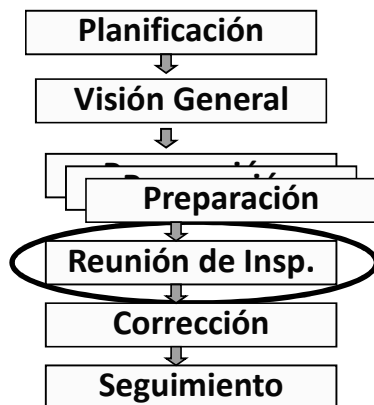 Planificación
Visión General
Preparación
Reunión de Insp.
Corrección
Seguimiento